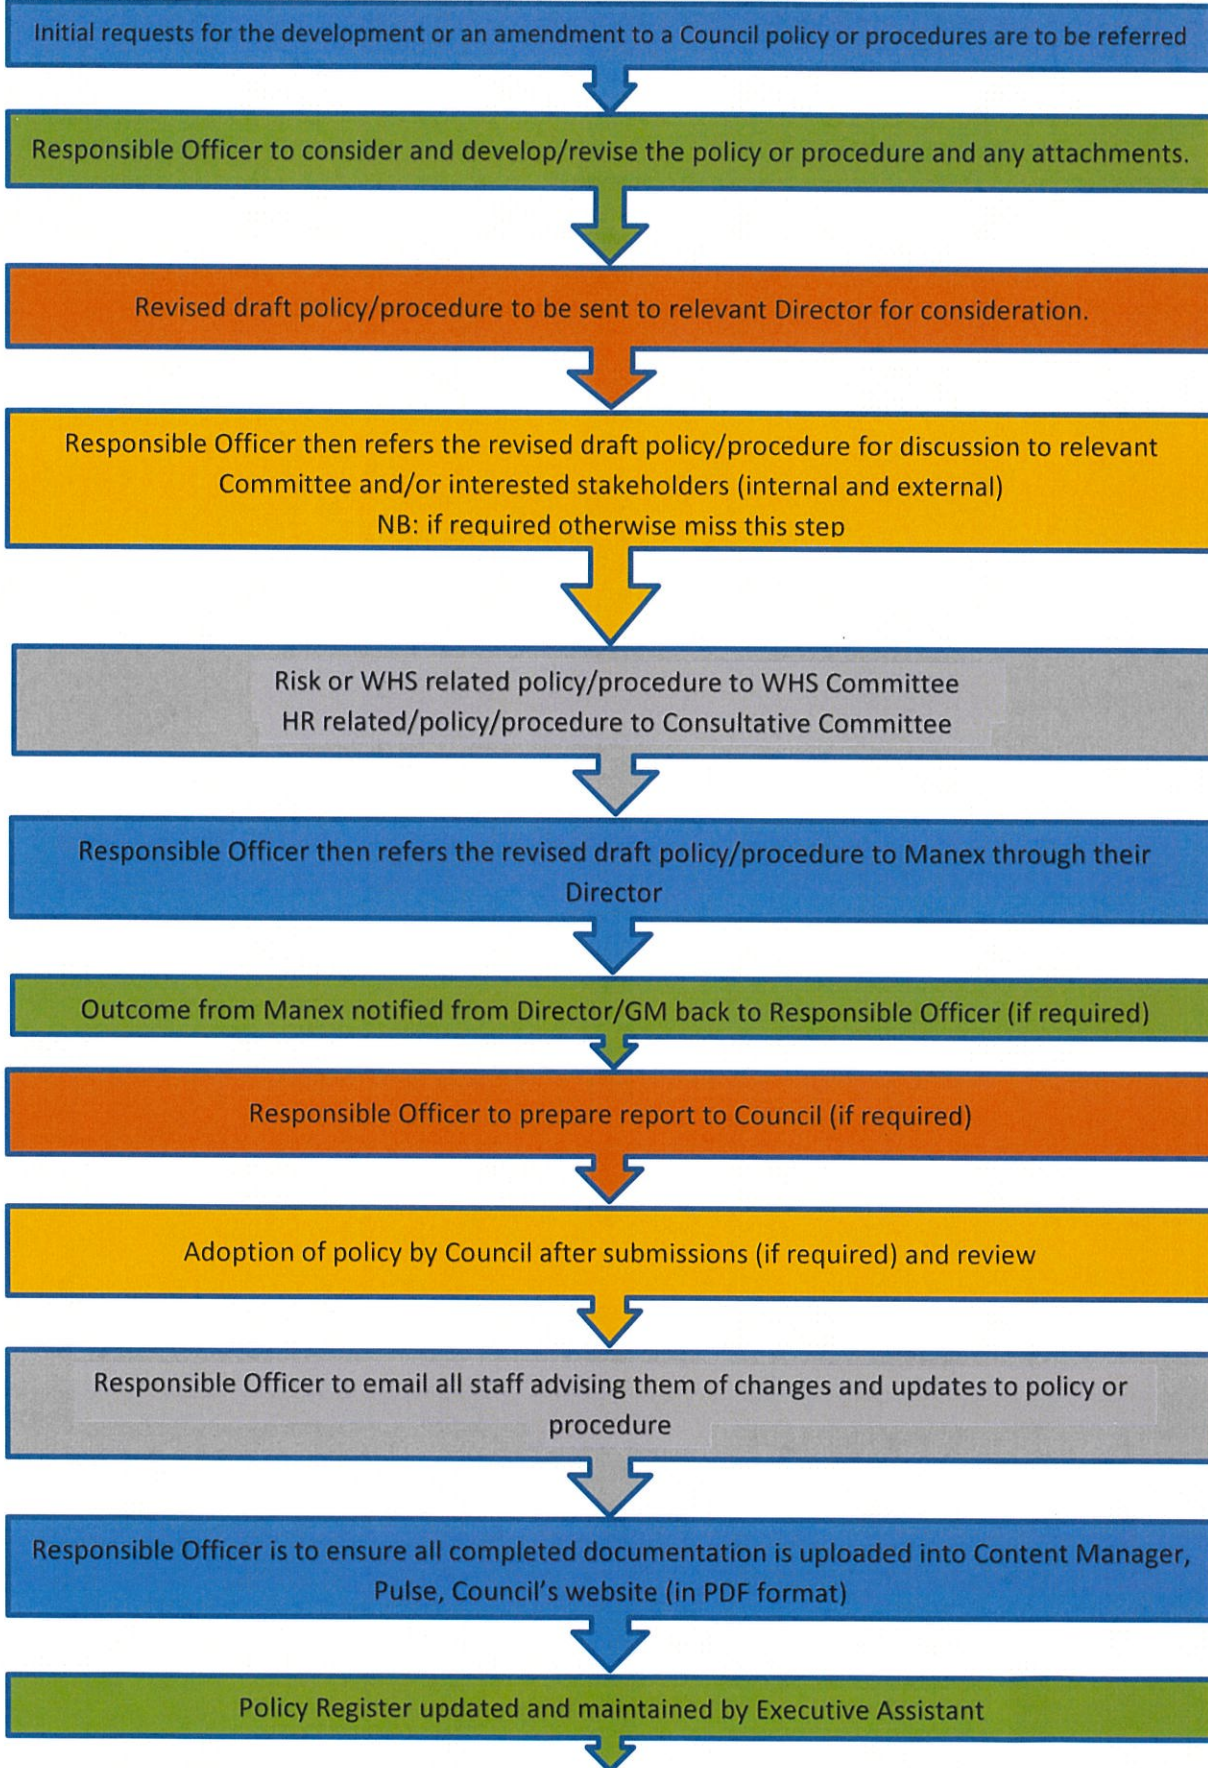 Initial requests for the development or an amendment to a Council policy or procedures are to be referred
Responsible Officer to consider and develop/revise the policy or procedure and any attachments.
Revised draft policy/procedure to be sent to relevant Director for consideration.
Responsible Officer then refers the revised draft policy/procedure for discussion to relevant
Committee and/or interested stakeholders (internal and external)
NB: if required otherwise miss this step
Risk or WHS related policy/procedure to WHS Committee
HR related/policy/procedure to Consultative Committee
Responsible Officer then refers the revised draft policy/procedure to Manex through their
Director
Outcome from Manex notified from Director/GM back to Responsible Officer (if required)
Responsible Officer to prepare report to Council (if required)
Adoption of policy by Council after submissions (if required) and review
Responsible Officer to email all staff advising them of changes and updates to policy or
procedure
Responsible Officer is to ensure all completed documentation is uploaded into Content Manager,
Pulse, Council's website (in PDF format)
Policy Register updated and maintained by Executive Assistant